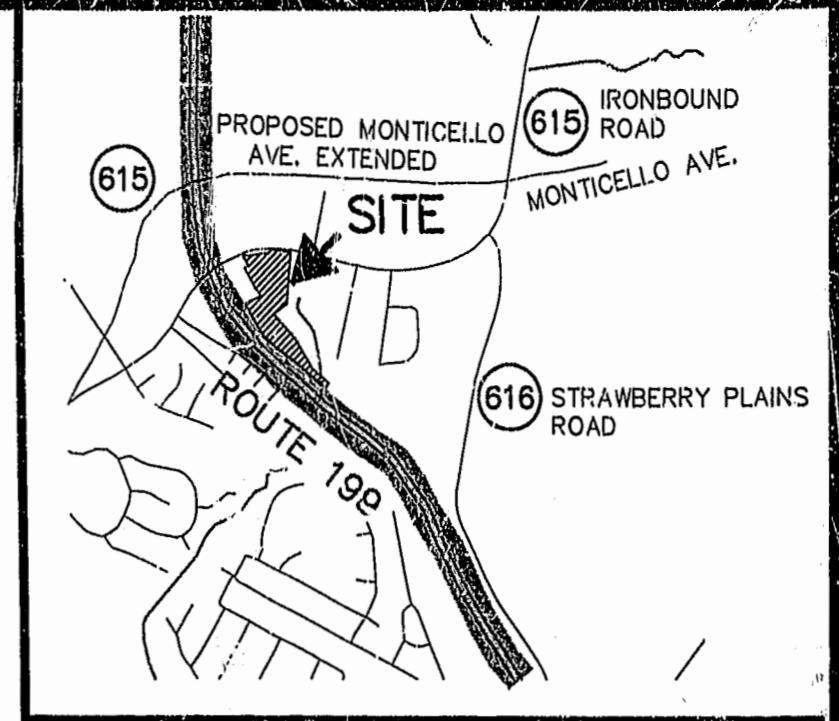 PROPOSED MONTICELLO
AVE. EXTENDED
615
IRONBOUND
ROAD
615
MONTICELLO AVE.
SITE
616
STRAWBERRY PLAINS
ROAD
ROUTE 199